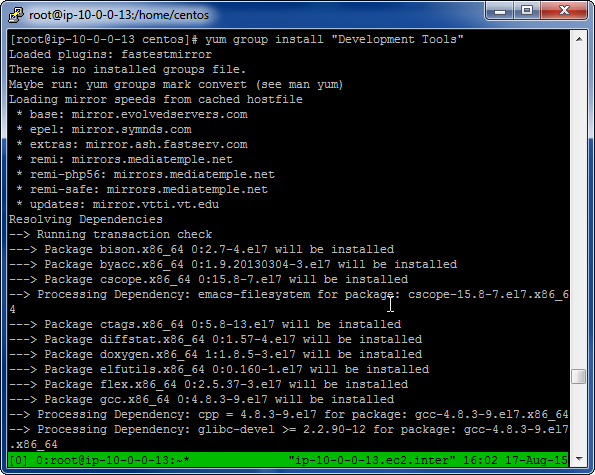 root@ip-10-0-0-13:/home/centos
[root@ip-10-0-0-13 centos]# yum group install "Development Tools"
Loaded plugins: fastestmirror
There is no installed groups file.
Maybe run: yum groups mark convert (see man yum)
Loading mirror speeds from cached hostfile
 * base: mirror.evolvedservers.com
 * epel: mirror.symnds.com
 * extras: mirror.ash.fastserv.com
 * remi: mirrors.mediatemple.net
 * remi-php56: mirrors.mediatemple.net
 * remi-safe: mirrors.mediatemple.net
 * updates: mirror.vtti.vt.edu
Resolving Dependencies
--> Running transaction check
---> Package bison.x86_64 0:2.7-4.el7 will be installed
---> Package byacc.x86_64 0:1.9.20130304-3.el7 will be installed
---> Package cscope.x86_64 0:15.8-7.el7 will be installed
--> Processing Dependency: emacs-filesystem for package: cscope-15.8-7.el7.x86_6
4
---> Package ctags.x86_64 0:5.8-13.el7 will be installed
---> Package diffstat.x86_64 0:1.57-4.el7 will be installed
---> Package doxygen.x86_64 1:1.8.5-3.el7 will be installed
---> Package elfutils.x86_64 0:0.160-1.el7 will be installed
---> Package flex.x86_64 0:2.5.37-3.el7 will be installed
---> Package gcc.x86_64 0:4.8.3-9.el7 will be installed
--> Processing Dependency: cpp = 4.8.3-9.el7 for package: gcc-4.8.3-9.el7.x86_64
--> Processing Dependency: glibc-devel >= 2.2.90-12 for package: gcc-4.8.3-9.el7
.x86_64
[0] 0:root@ip-10-0-0-13:~* "ip-10-0-0-13.ec2.inter" 16:02 17-Aug-15